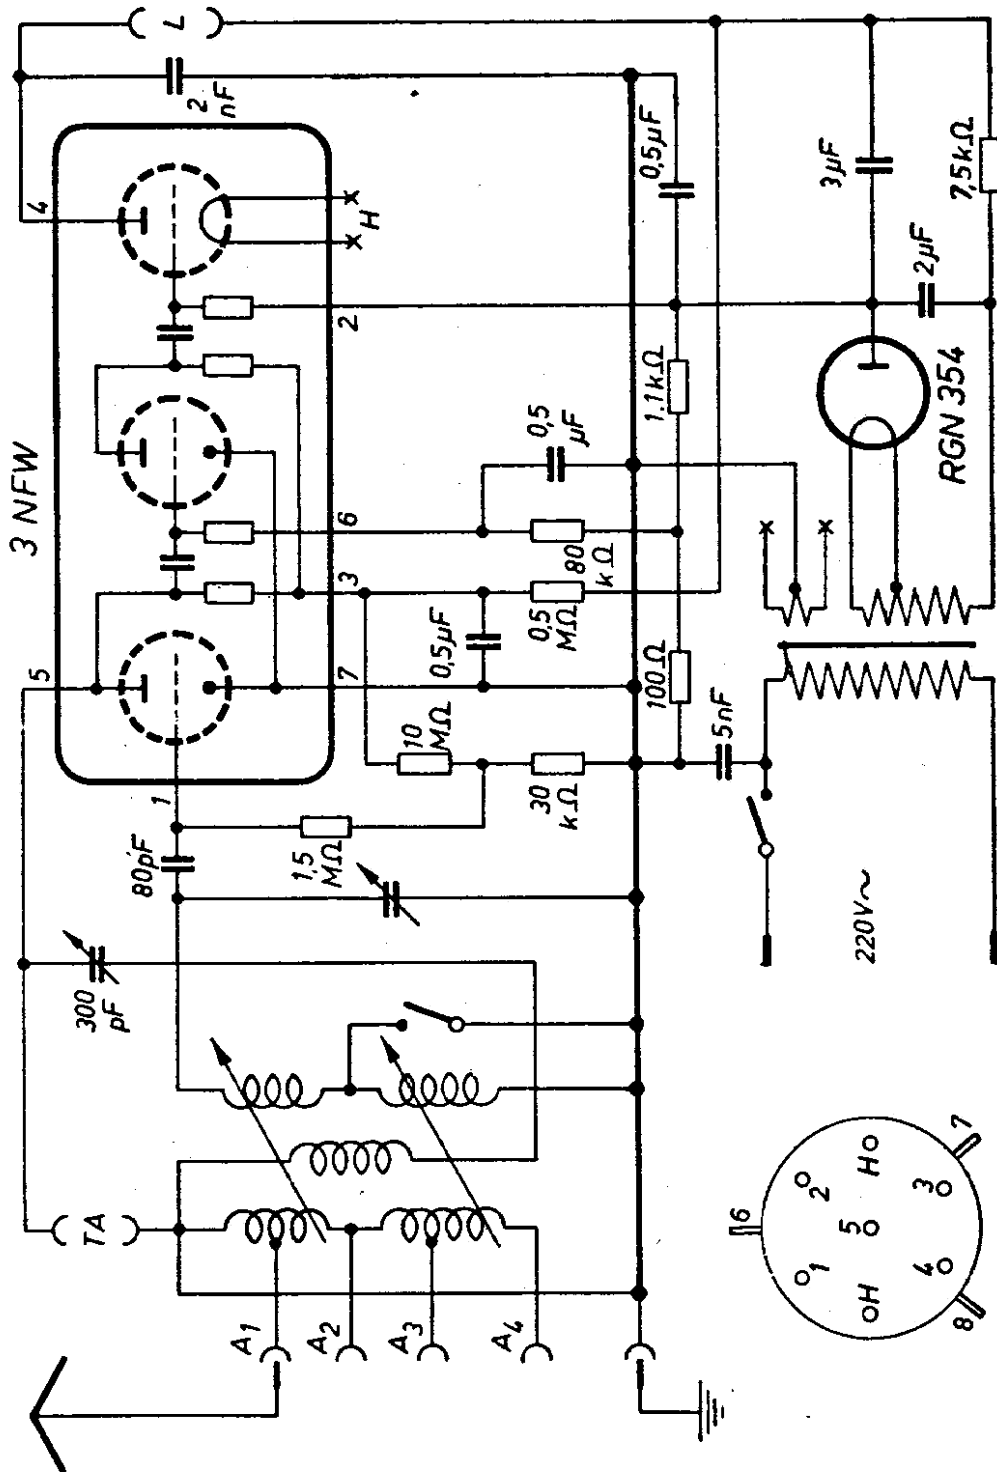 3 NFW
5
4
TA
300
pF
80pF
1
L
2
nF
A1
A2
A3
A4
1,5
MΩ
7
3
6
2
H
10
MΩ
0,5µF
30
kΩ
0,5
MΩ
80
kΩ
0,5
µF
0,5µF
100Ω
1.1kΩ
5nF
3µF
2µF
7,5kΩ
RGN 354
220V~
6
1
2
H
5
H
4
3
8
7